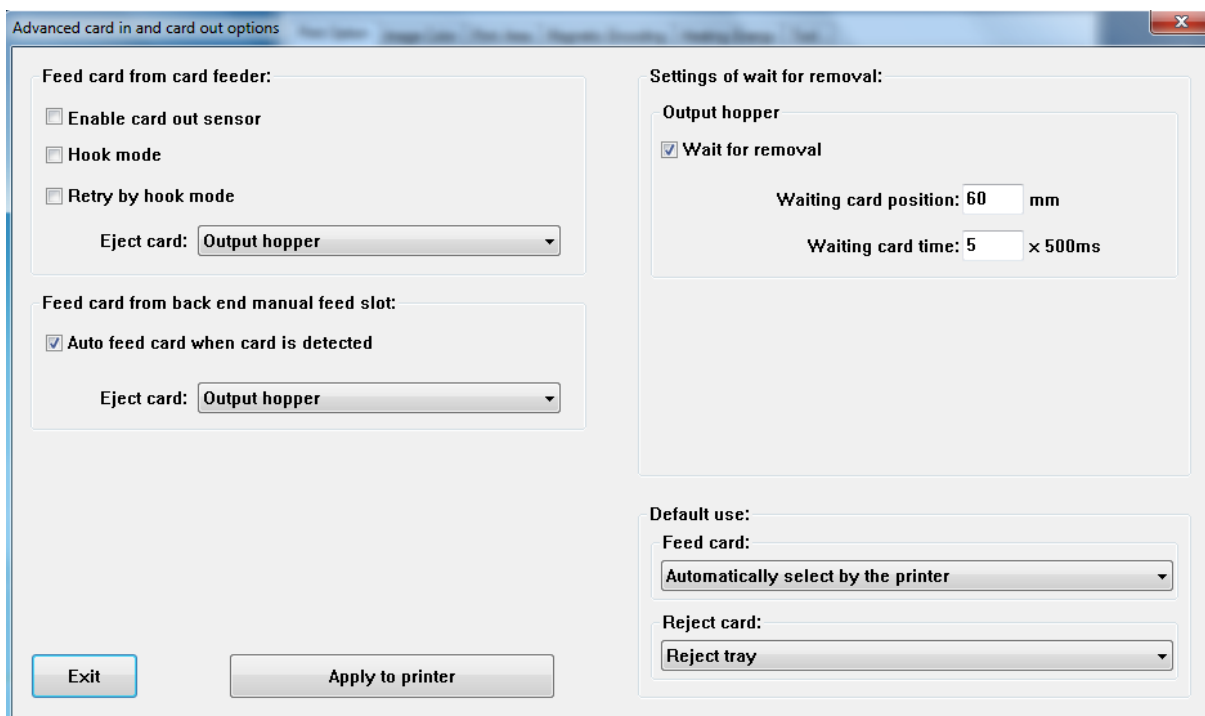 Advanced card in and card out options
Feed card from card feeder:
Enable card out sensor
Hook mode
Retry by hook mode
Eject card: Output hopper
Feed card from back end manual feed slot:
Auto feed card when card is detected
Eject card: Output hopper
Settings of wait for removal:
Output hopper
Wait for removal
Waiting card position: 60 mm
Waiting card time: 5 x 500ms
Default use:
Feed card:
Automatically select by the printer
Reject card:
Reject tray
Exit
Apply to printer